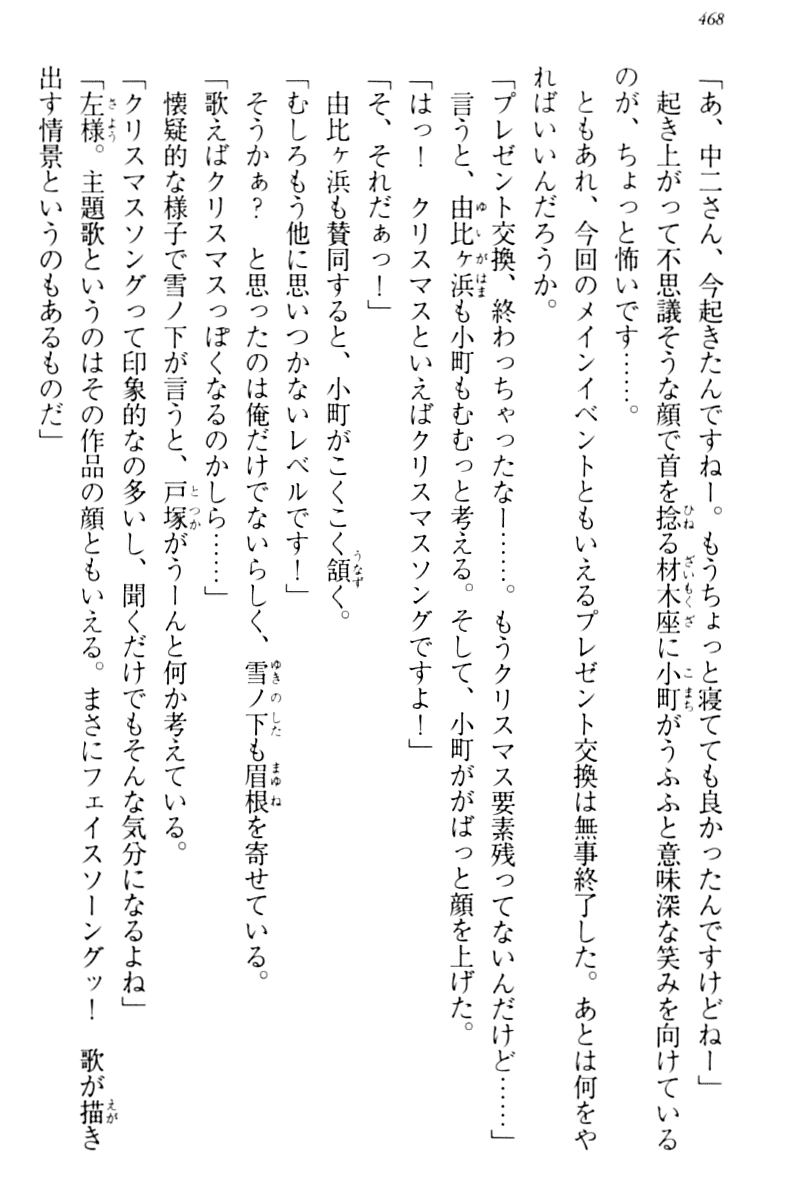 468
「あ、中二さん、今起きたんですねー。もうちょっと寝てても良かったんですけどねー」
起き上がって不思議そうな顔で首を捻る材木座に小町がうふふと意味深な笑みを向けている
のが、ちょっと怖いです……。
ともあれ、今回のメインイベントともいえるプレゼント交換は無事終了した。あとは何をや
ればいいんだろうか。
「プレゼント交換、終わっちゃったなー……。もうクリスマス要素残ってないんだけど……」
言うと、由比ヶ浜も小町もむむっと考える。そして、小町ががばっと顔を上げた。
「はっ！　クリスマスといえばクリスマスソングですよ！」
「そ、それだぁっ！」
由比ヶ浜も賛同すると、小町がこくこく頷く。
「むしろもう他に思いつかないレベルです！」
そうかぁ？　と思ったのは俺だけでないらしく、雪ノ下も眉根を寄せている。
「歌えばクリスマスっぽくなるのかしら……」
懐疑的な様子で雪ノ下が言うと、戸塚がうーんと何か考えている。
「クリスマスソングって印象的なの多いし、聞くだけでもそんな気分になるよね」
「左様。主題歌というのはその作品の顔ともいえる。まさにフェイスソーングッ！　歌が描き
出す情景というのもあるものだ」